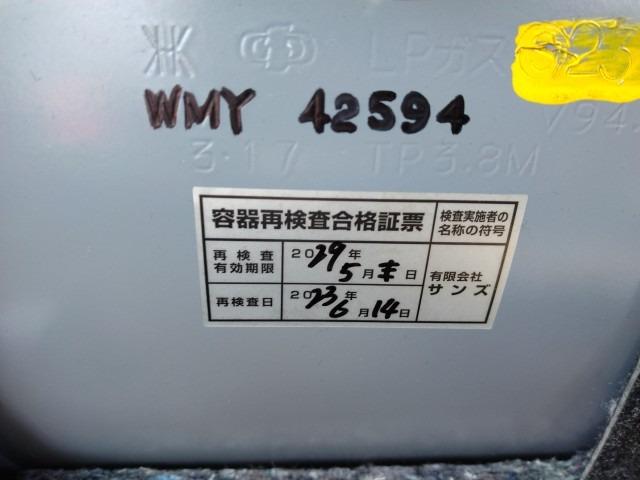 KHK LPガス 625
WMY 42594 V94.
3・17 TP3.8M
容器再検査合格証票
検査実施者の
名称の符号
再検査
有効期限
2029年
5月末日
有限会社
サンズ
再検査日
2023年
6月14日